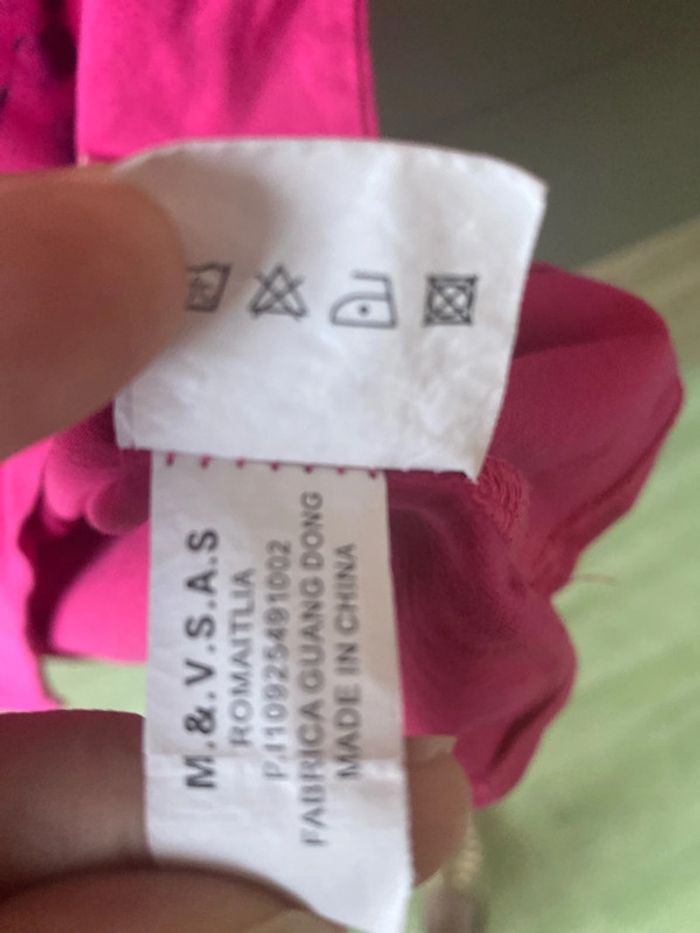 M.&.V.S.A.S
ROMAITLIA
P.I10925491002
FABRICA GUANG DONG
MADE IN CHINA